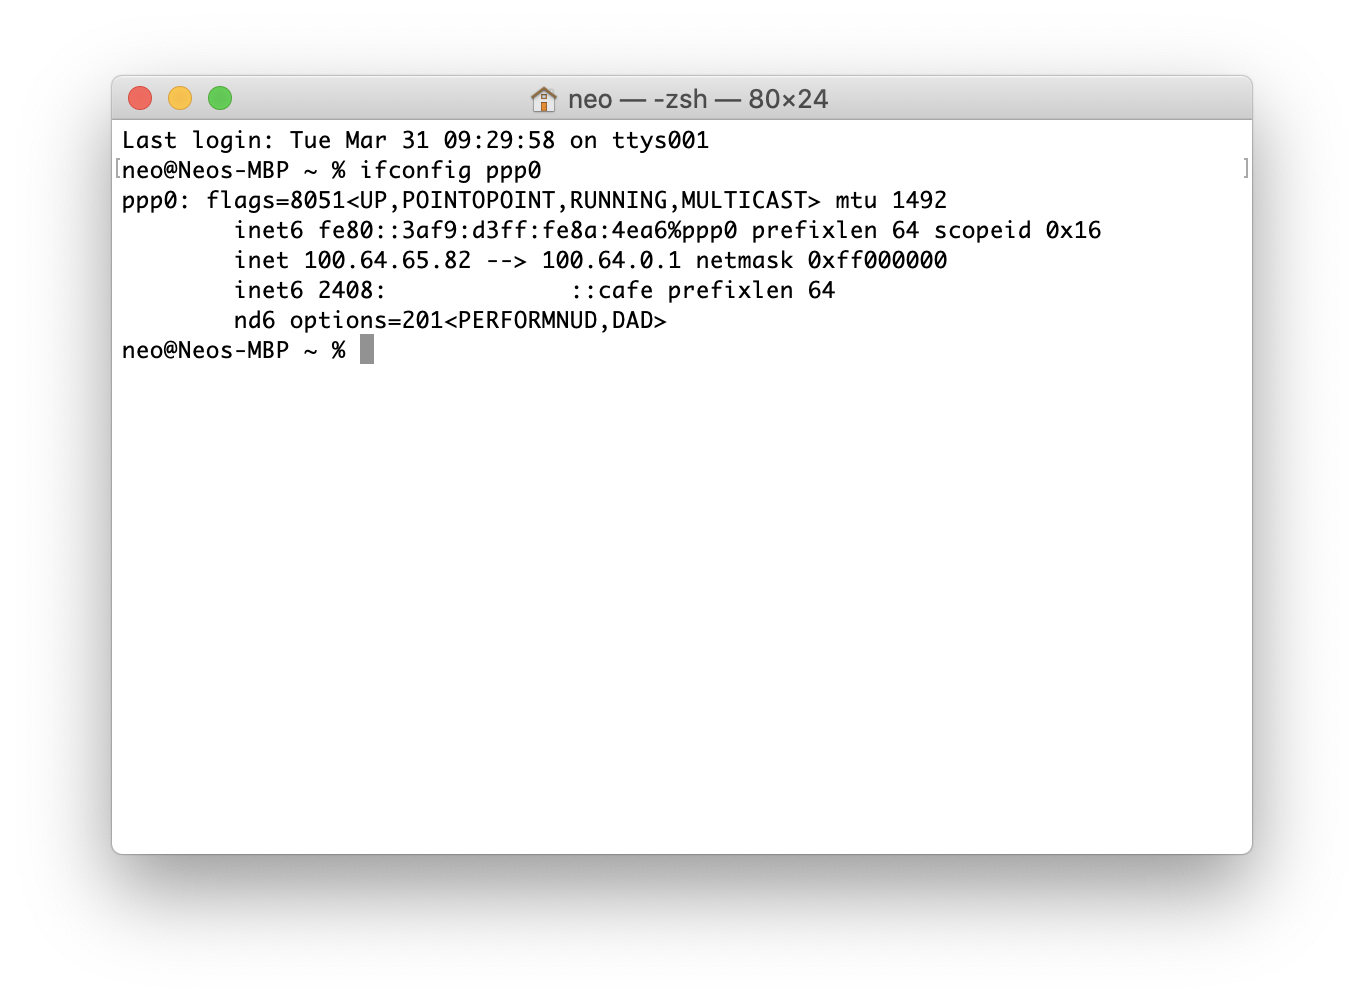 neo — -zsh — 80×24
Last login: Tue Mar 31 09:29:58 on ttys001
[neo@Neos-MBP ~ % ifconfig ppp0 ]
ppp0: flags=8051<UP,POINTOPOINT,RUNNING,MULTICAST> mtu 1492
inet6 fe80::3af9:d3ff:fe8a:4ea6%ppp0 prefixlen 64 scopeid 0x16
inet 100.64.65.82 --> 100.64.0.1 netmask 0xff000000
inet6 2408:              ::cafe prefixlen 64
nd6 options=201<PERFORMNUD,DAD>
neo@Neos-MBP ~ %